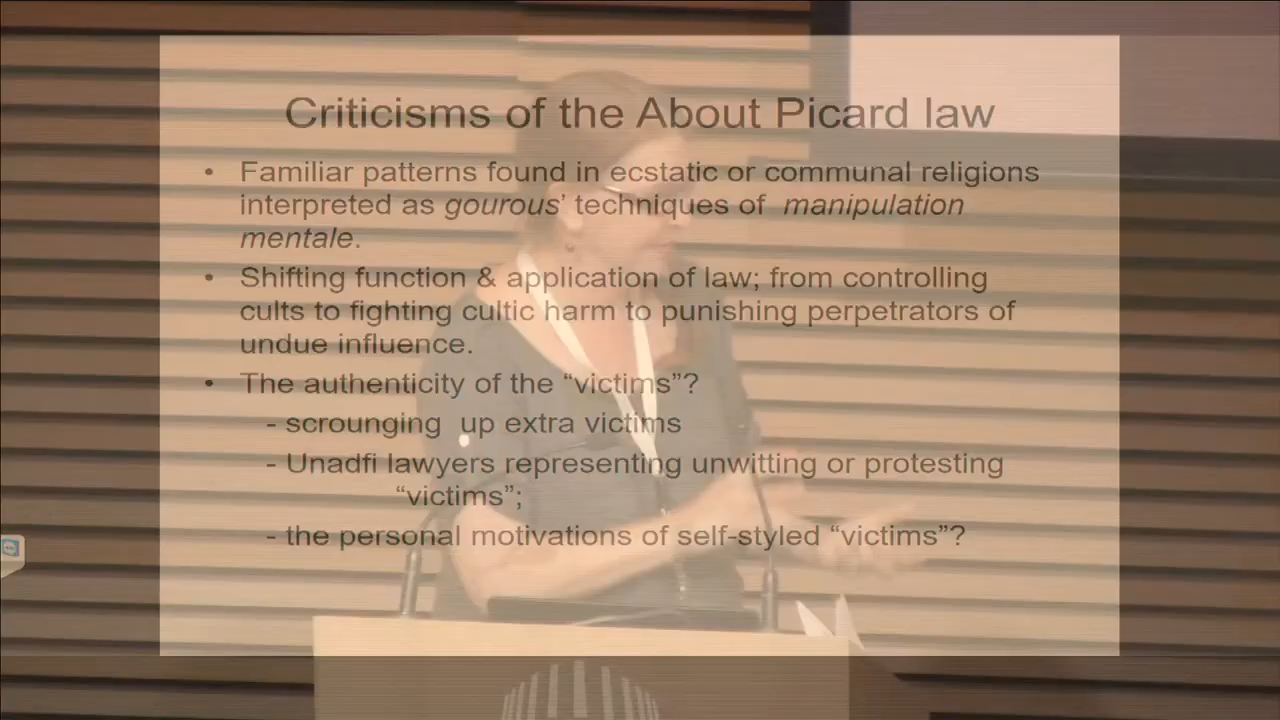 Criticisms of the About Picard law
• Familiar patterns found in ecstatic or communal religions
interpreted as gourous’ techniques of manipulation
mentale.
• Shifting function & application of law; from controlling
cults to fighting cultic harm to punishing perpetrators of
undue influence.
• The authenticity of the “victims”?
- scrounging up extra victims
- Unadfi lawyers representing unwitting or protesting
“victims”;
- the personal motivations of self-styled “victims”?